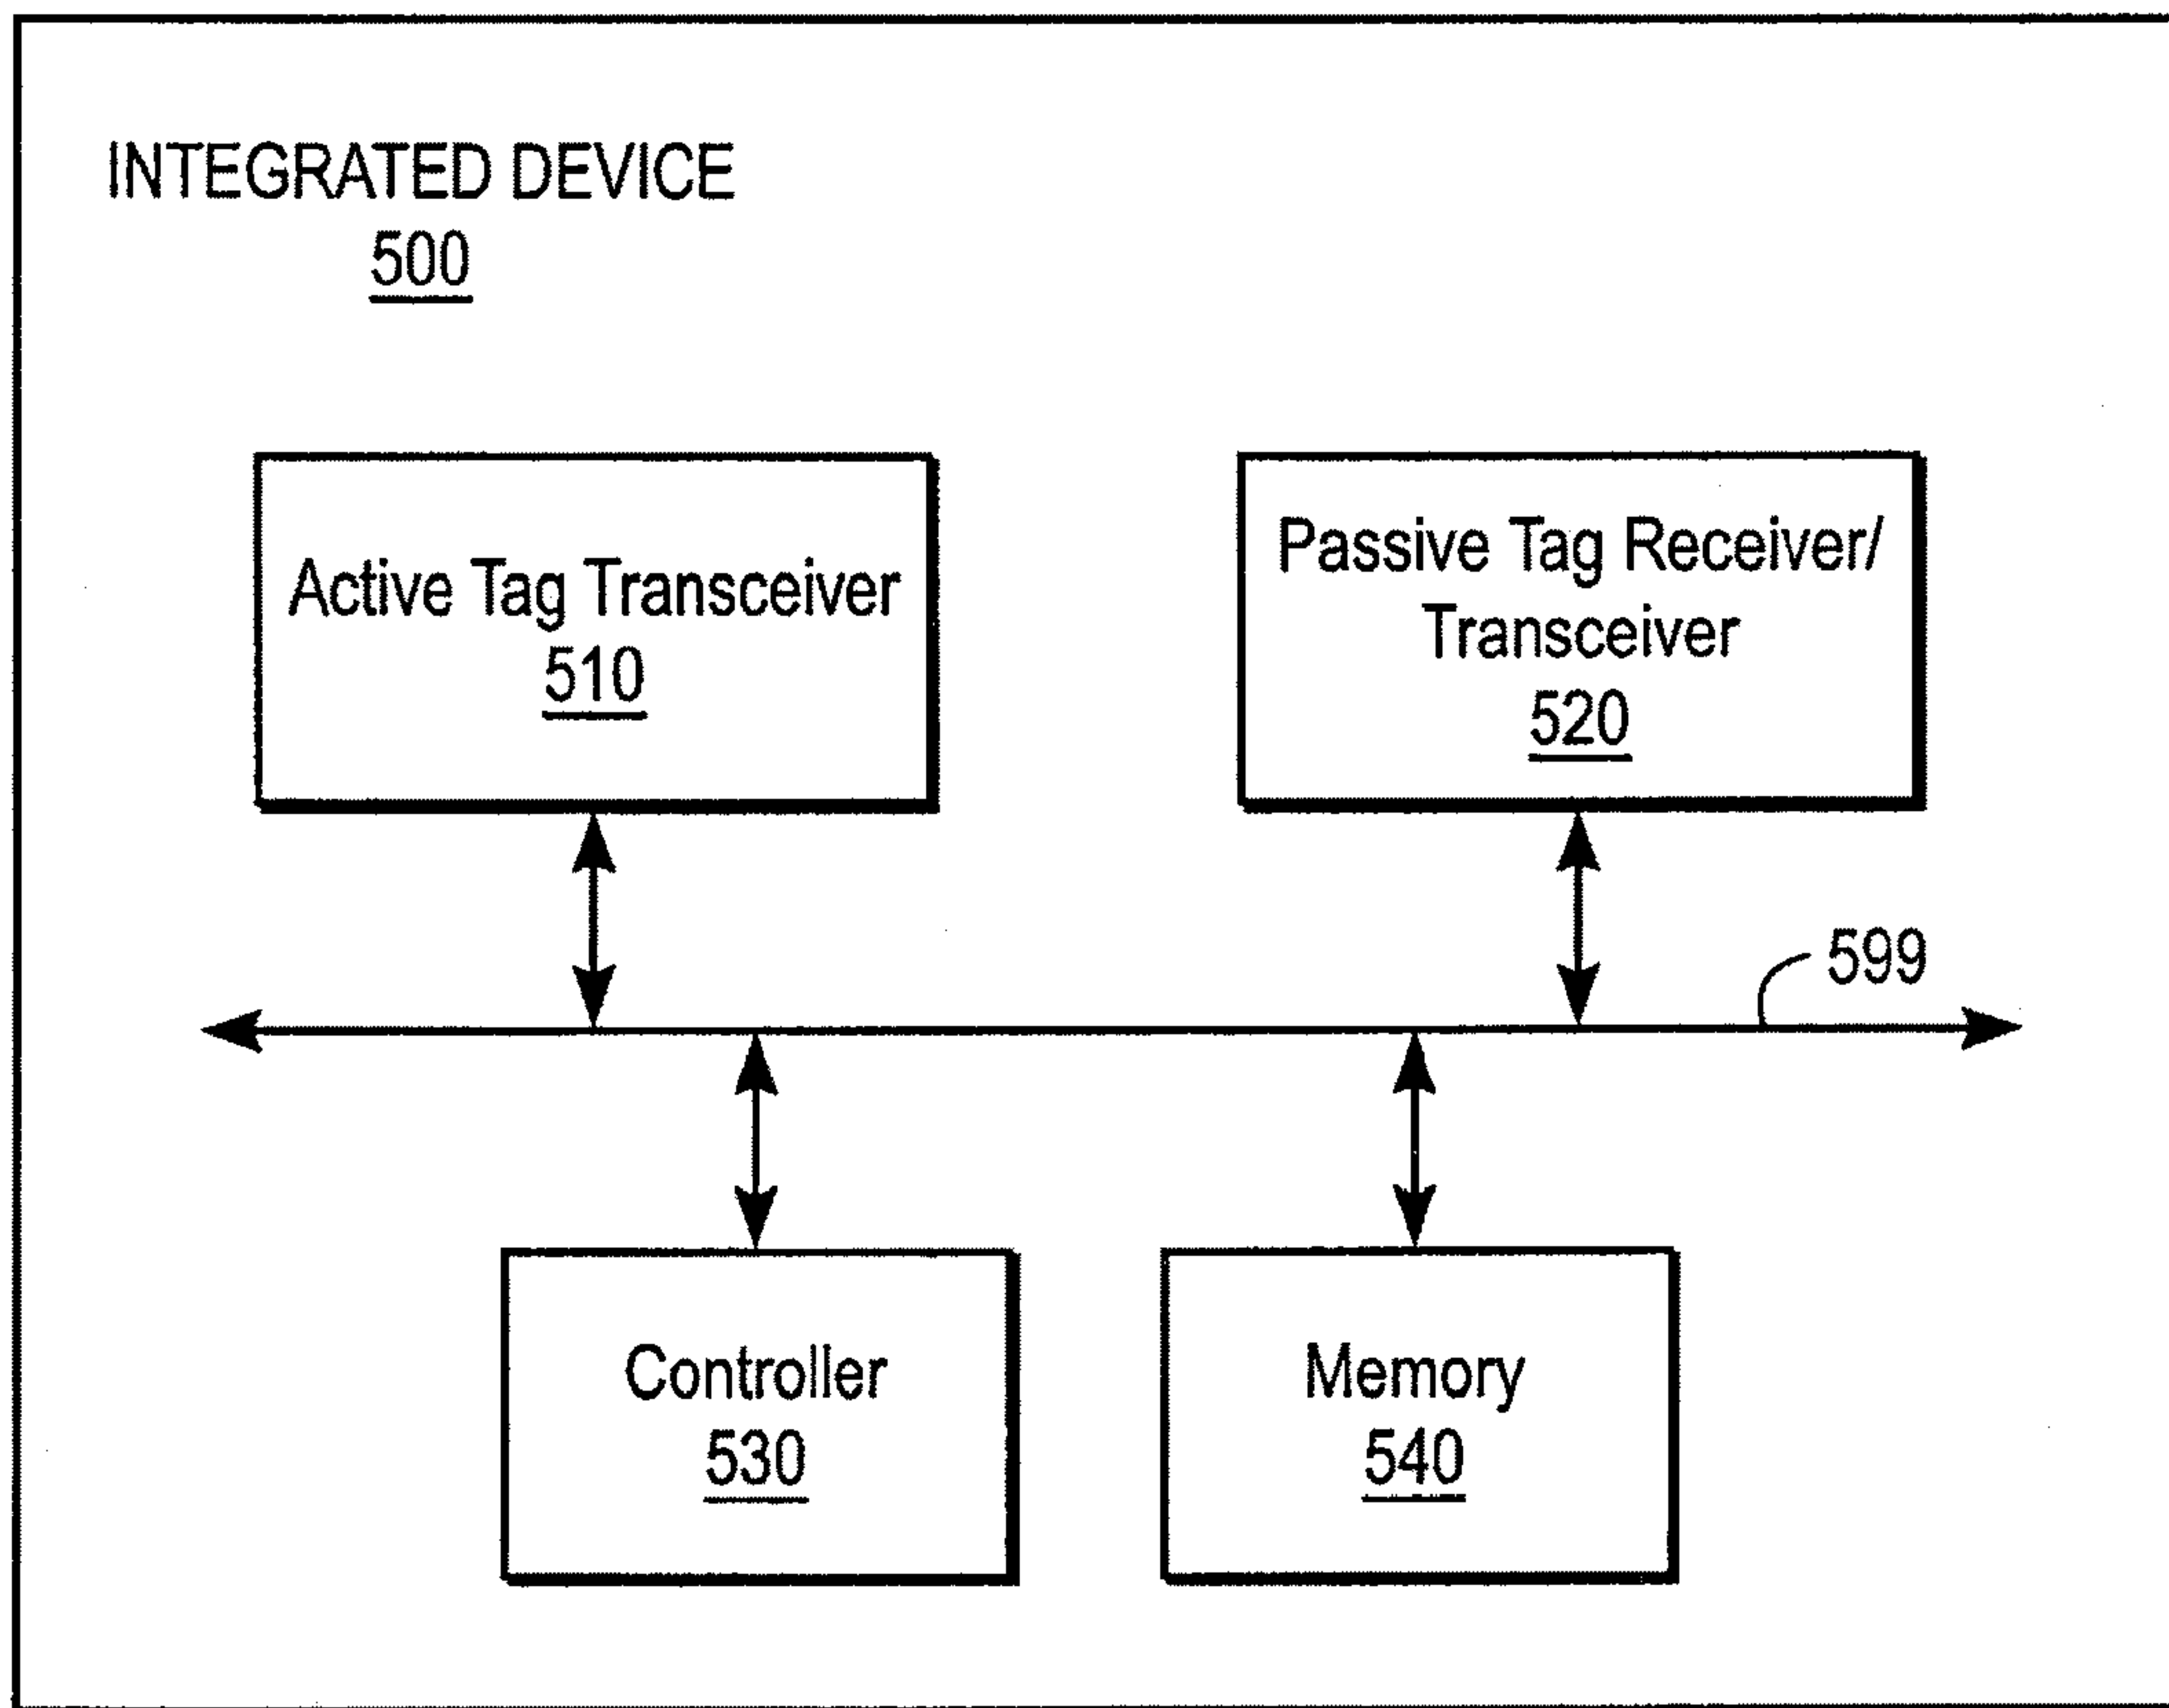 INTEGRATED DEVICE
500
Active Tag Transceiver
510
Passive Tag Receiver/
Transceiver
520
599
Controller
530
Memory
540